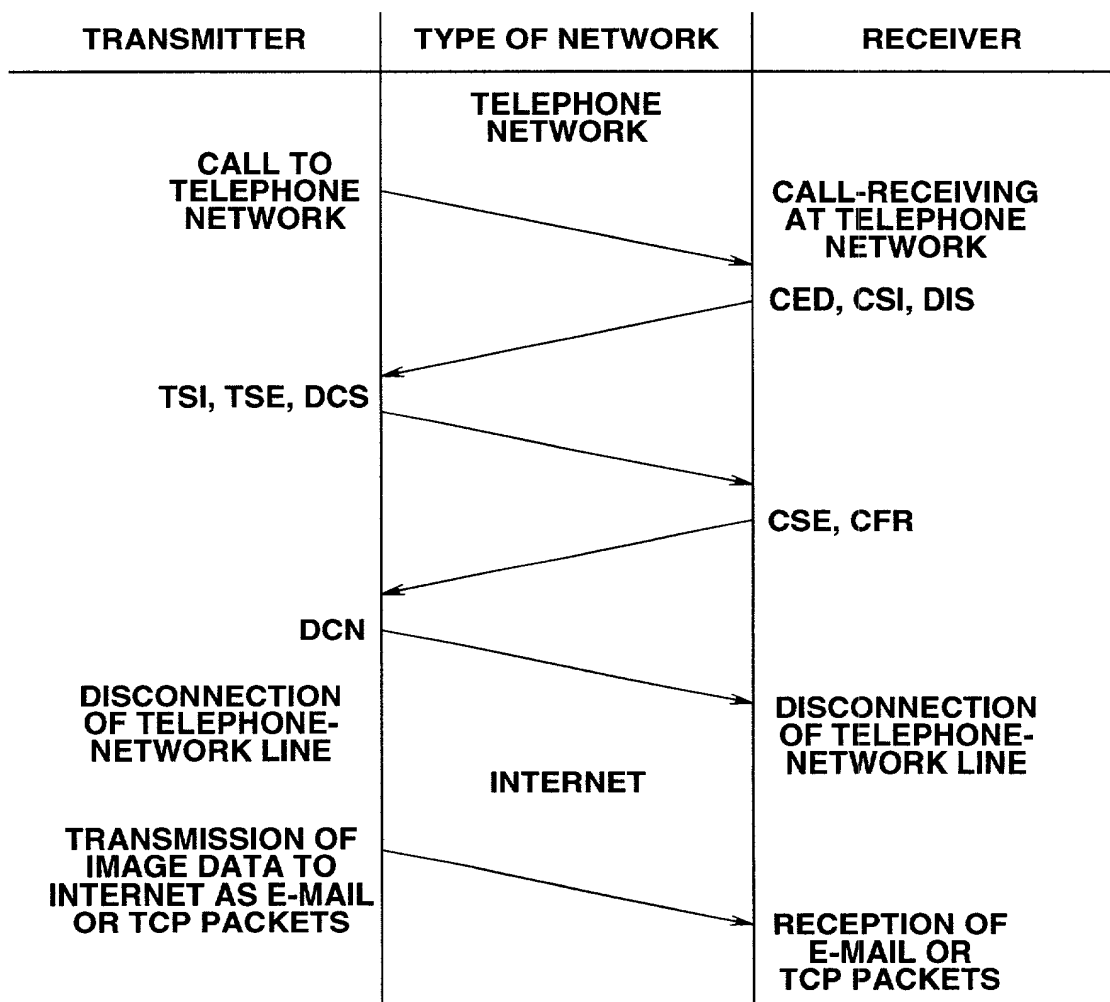 TRANSMITTER
TYPE OF NETWORK
RECEIVER
TELEPHONE
NETWORK
CALL TO
TELEPHONE
NETWORK
CALL-RECEIVING
AT TELEPHONE
NETWORK
CED, CSI, DIS
TSI, TSE, DCS
CSE, CFR
DCN
DISCONNECTION
OF TELEPHONE-
NETWORK LINE
DISCONNECTION
OF TELEPHONE-
NETWORK LINE
INTERNET
TRANSMISSION OF
IMAGE DATA TO
INTERNET AS E-MAIL
OR TCP PACKETS
RECEPTION OF
E-MAIL OR
TCP PACKETS